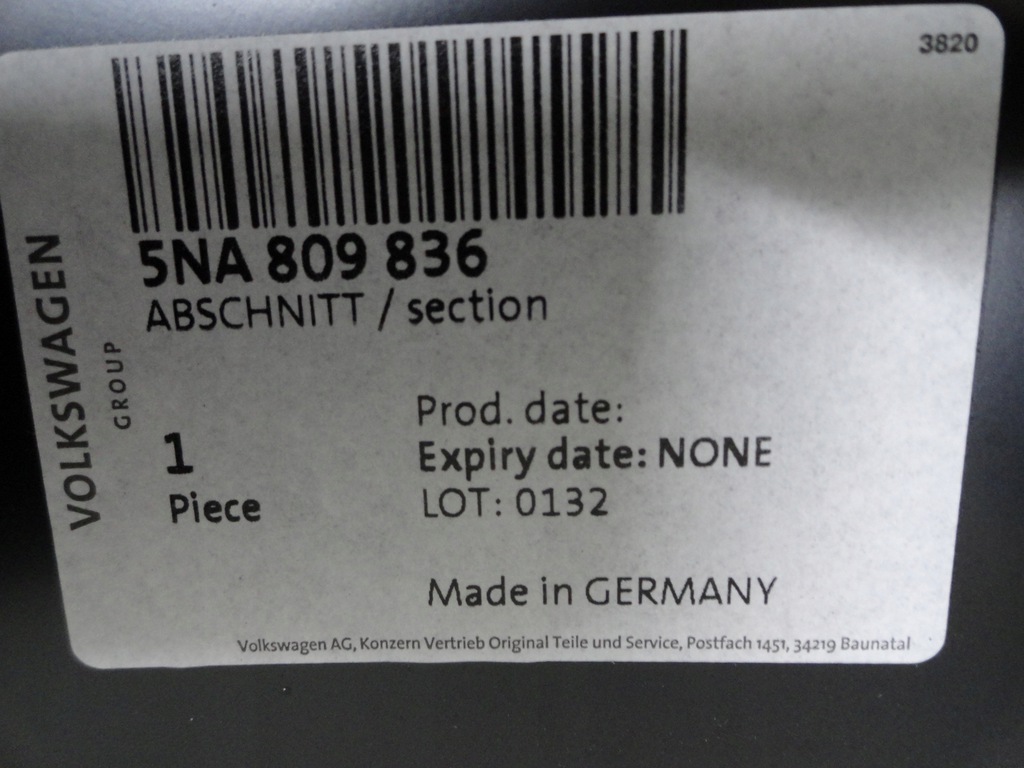 3820
5NA 809 836
ABSCHNITT / section
VOLKSWAGEN
GROUP
Prod. date:
1
Expiry date: NONE
Piece
LOT: 0132
Made in GERMANY
Volkswagen AG, Konzern Vertrieb Original Teile und Service, Postfach 1451, 34219 Baunatal